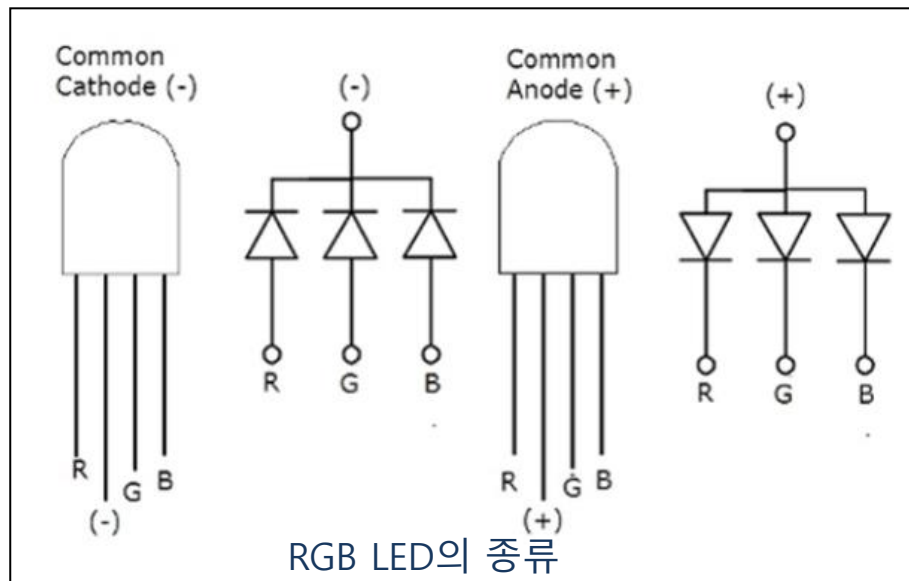 Common
Cathode (-)
(-)
Common
Anode (+)
(+)
R
G
B
R
G
B
R
G
B
(-)
R
G
B
(+)
RGB LED의 종류